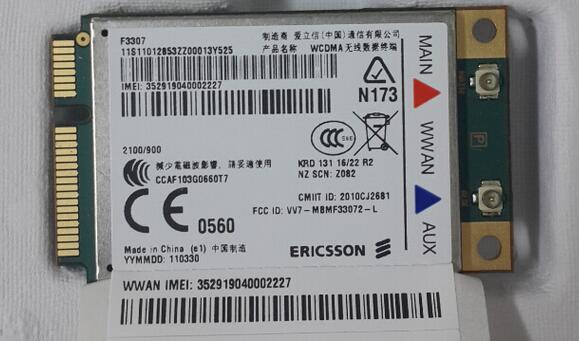 F3307
制造商 爱立信(中国)通信有限公司
11S11012853ZZ00013Y525
产品名称 WCDMA无线数据终端
IMEI: 352919040002227
N173
MAIN WWAN AUX
2100/900
減少電磁波影響，請妥適使用
CCAF103G0660T7
CCC
KRD 131 16/22 R2
NZ SCN: Z082
CMIIT ID: 2010CJ2681
FCC ID: VV7-MBMF33072-L
CE 0560
Made in China (e1) 中国制造
YYMMDD: 110330
ERICSSON
WWAN IMEI: 352919040002227